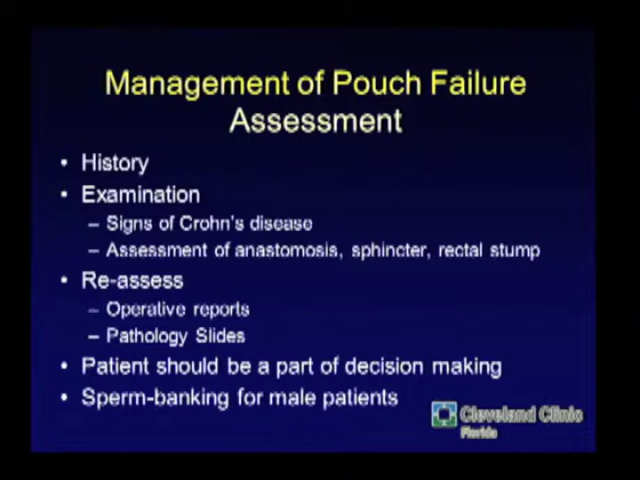 Management of Pouch Failure
Assessment
• History
• Examination
– Signs of Crohn's disease
– Assessment of anastomosis, sphincter, rectal stump
• Re-assess
– Operative reports
– Pathology Slides
• Patient should be a part of decision making
• Sperm-banking for male patients
Cleveland Clinic
Florida